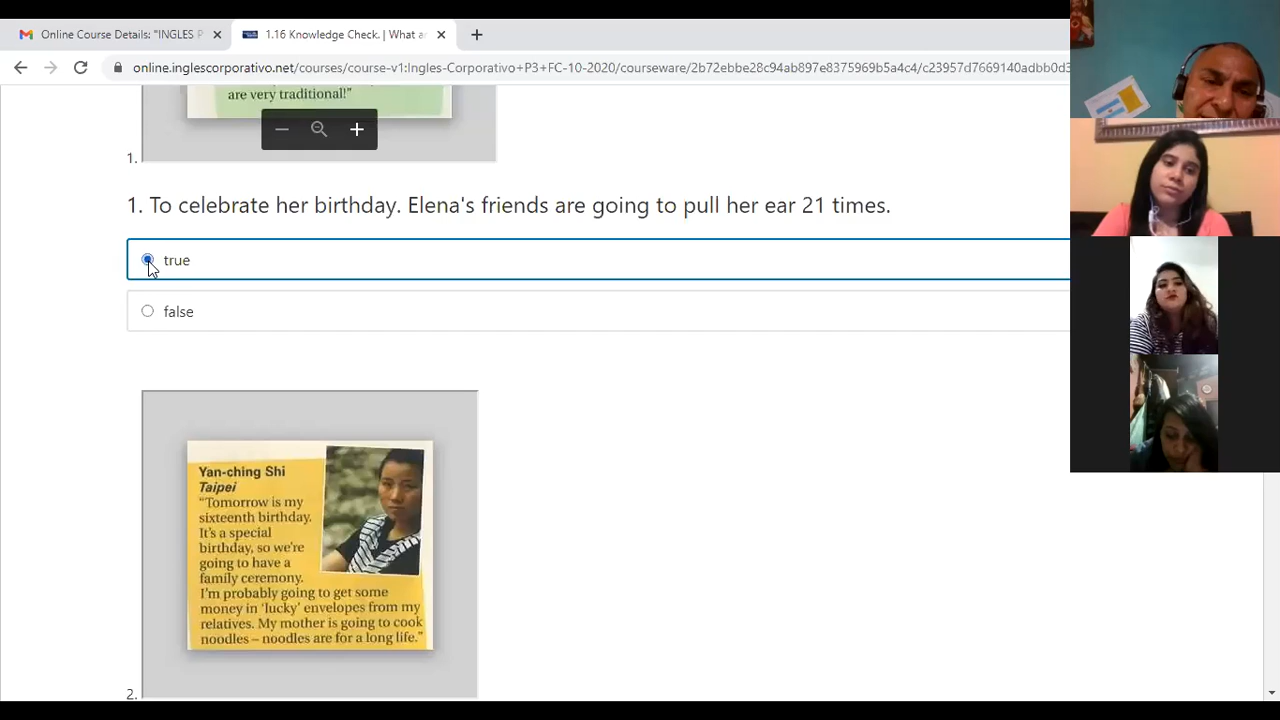 Online Course Details: "INGLES P
1.16 Knowledge Check. | What a
online.inglescorporativo.net/courses/course-v1:Ingles-Corporativo+P3+FC-10-2020/courseware/2b72ebbe28c94ab897e8375969b5a4c4/c23957d7669140adbb0d3
are very traditional!"
1.
1. To celebrate her birthday. Elena's friends are going to pull her ear 21 times.
true
false
Yan-ching Shi
Taipei
"Tomorrow is my
sixteenth birthday.
It's a special
birthday, so we're
going to have a
family ceremony.
I'm probably going to get some
money in 'lucky' envelopes from my
relatives. My mother is going to cook
noodles – noodles are for a long life."
2.